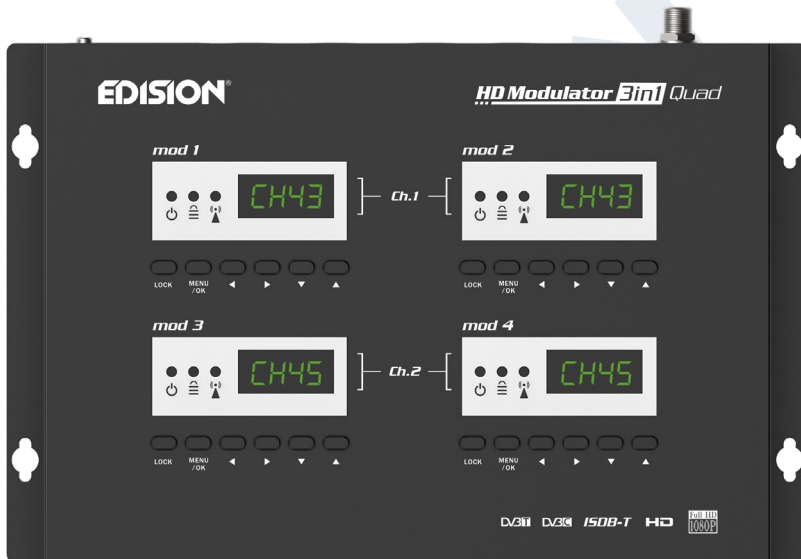 EDISION®
HD Modulator 3in1 Quad
mod 1
mod 2
CH43
Ch.1
CH43
LOCK MENU /OK ◀ ▶ ▼ ▲
LOCK MENU /OK ◀ ▶ ▼ ▲
mod 3
mod 4
CH45
Ch.2
CH45
LOCK MENU /OK ◀ ▶ ▼ ▲
LOCK MENU /OK ◀ ▶ ▼ ▲
DVB T DVB C ISDB-T HD Full HD 1080P